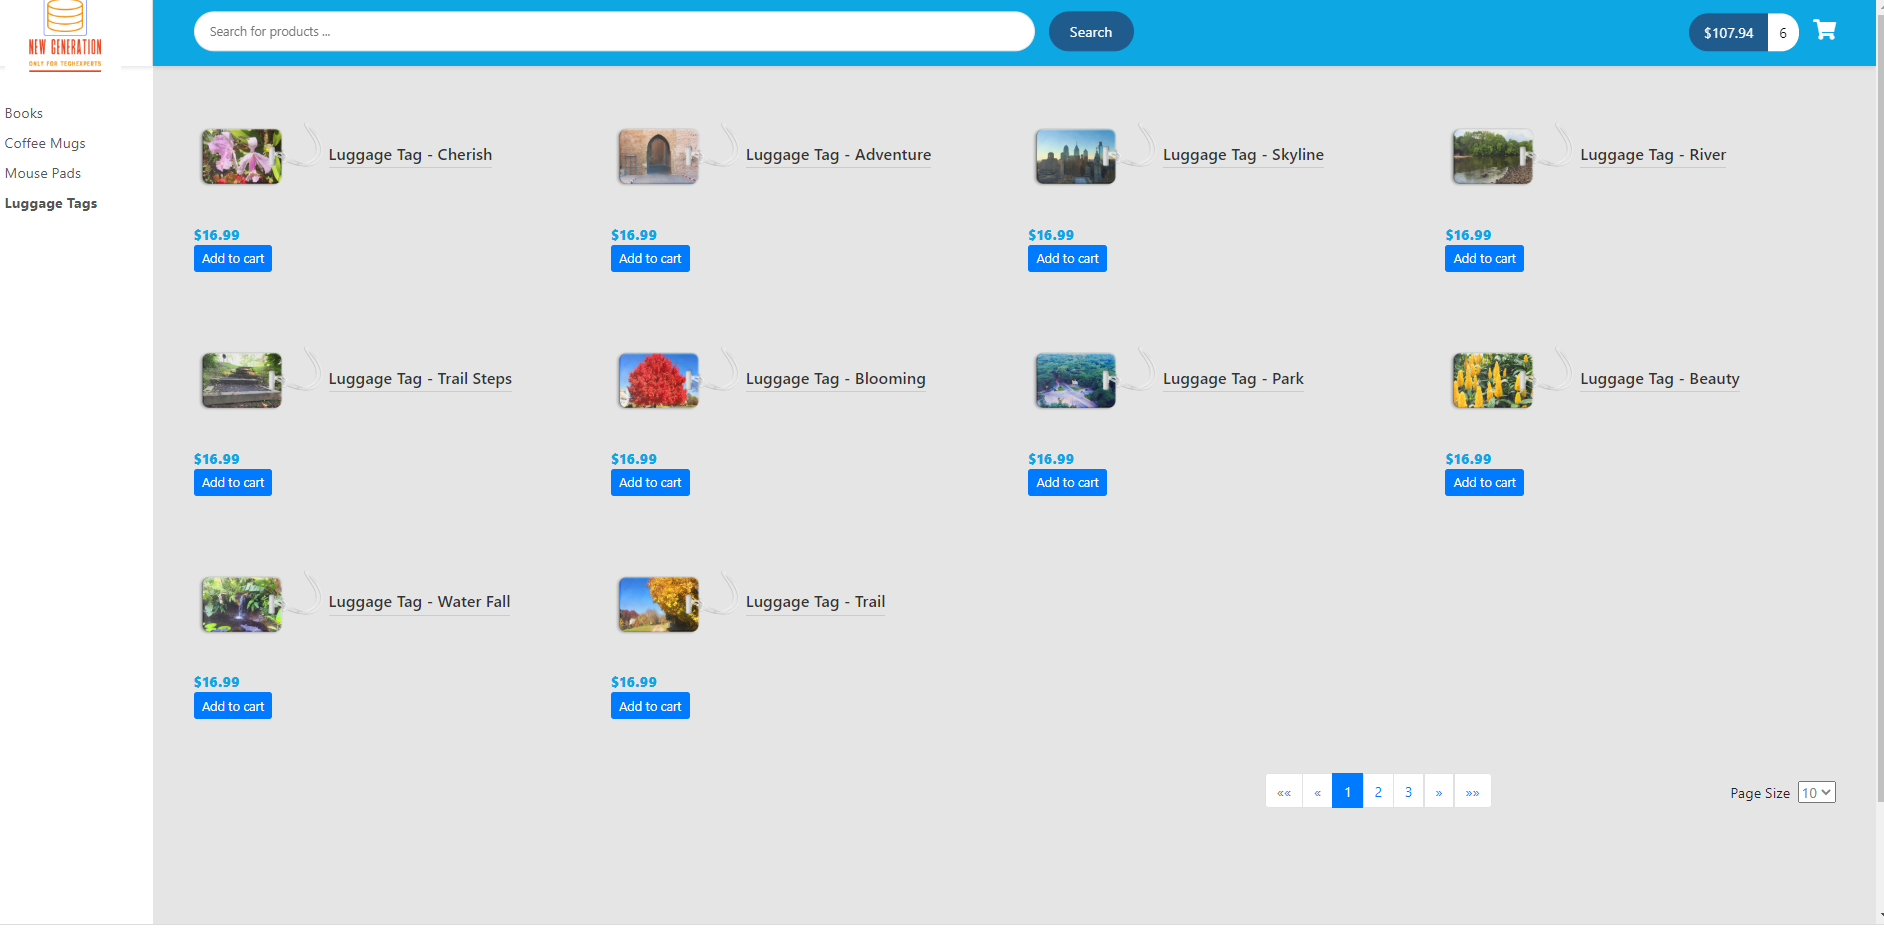 NEW GENERATION
ONLY FOR TECHEXPERTS
Search for products ...
Search
$107.94 6
Books
Coffee Mugs
Mouse Pads
Luggage Tags
Luggage Tag - Cherish
$16.99
Add to cart
Luggage Tag - Adventure
$16.99
Add to cart
Luggage Tag - Skyline
$16.99
Add to cart
Luggage Tag - River
$16.99
Add to cart
Luggage Tag - Trail Steps
$16.99
Add to cart
Luggage Tag - Blooming
$16.99
Add to cart
Luggage Tag - Park
$16.99
Add to cart
Luggage Tag - Beauty
$16.99
Add to cart
Luggage Tag - Water Fall
$16.99
Add to cart
Luggage Tag - Trail
$16.99
Add to cart
«« « 1 2 3 » »»
Page Size 10